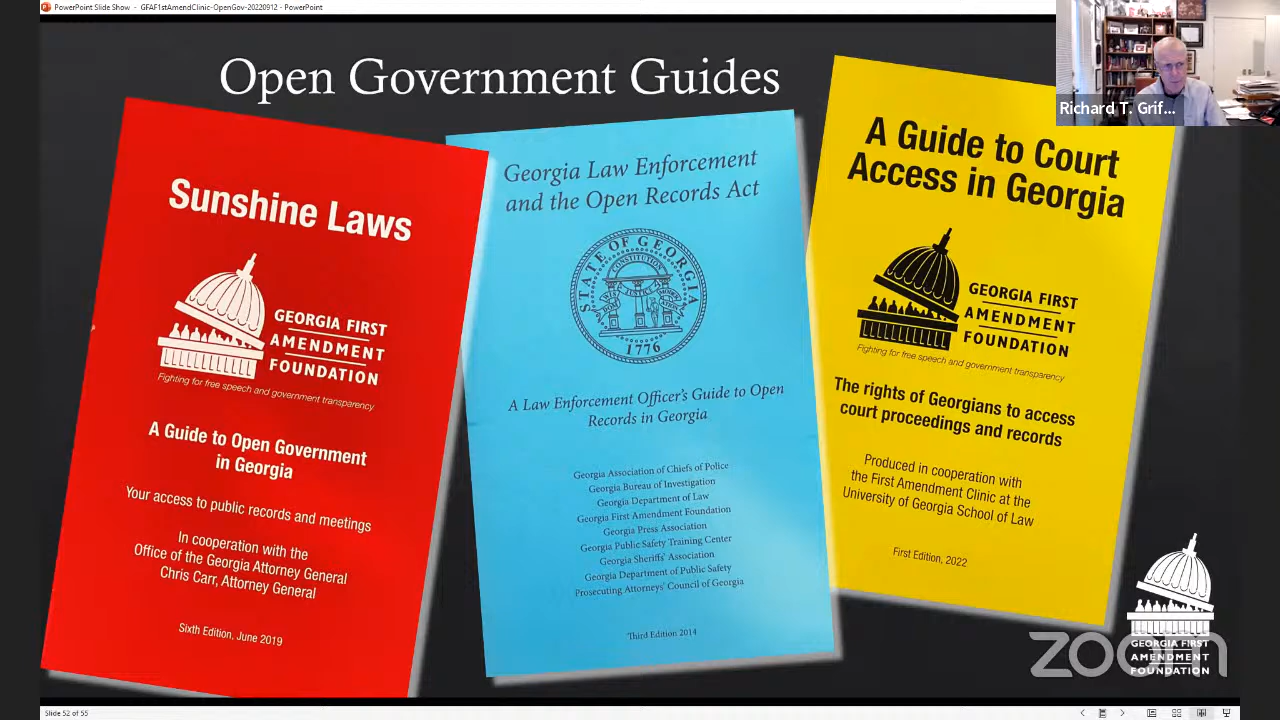 PowerPoint Slide Show - GFAF1stAmendClinic-OpenGov-20220912 - PowerPoint
Open Government Guides
Richard T. Grif...
Sunshine Laws
GEORGIA FIRST
AMENDMENT
FOUNDATION
Fighting for free speech and government transparency
A Guide to Open Government
in Georgia
Your access to public records and meetings
In cooperation with the
Office of the Georgia Attorney General
Chris Carr, Attorney General
Sixth Edition, June 2019
Georgia Law Enforcement
and the Open Records Act
STATE OF GEORGIA
CONSTITUTION
JUSTICE
1776
A Law Enforcement Officer's Guide to Open
Records in Georgia
Georgia Association of Chiefs of Police
Georgia Bureau of Investigation
Georgia Department of Law
Georgia First Amendment Foundation
Georgia Press Association
Georgia Public Safety Training Center
Georgia Sheriffs' Association
Georgia Department of Public Safety
Prosecuting Attorneys' Council of Georgia
Third Edition 2014
A Guide to Court
Access in Georgia
GEORGIA FIRST
AMENDMENT
FOUNDATION
Fighting for free speech and government transparency
The rights of Georgians to access
court proceedings and records
Produced in cooperation with
the First Amendment Clinic at the
University of Georgia School of Law
First Edition, 2022
zoom
GEORGIA FIRST
AMENDMENT
FOUNDATION
Slide 52 of 55